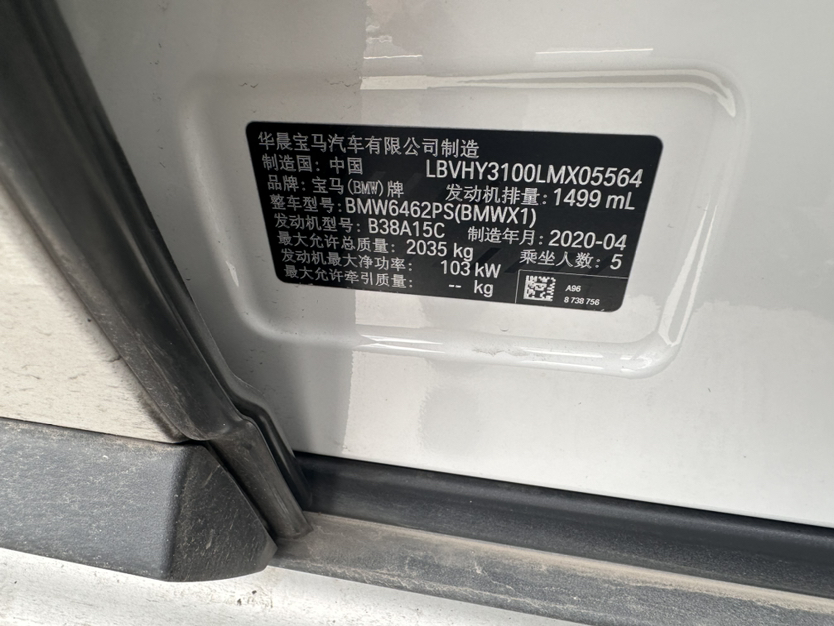 华晨宝马汽车有限公司制造
制造国：中国 LBVHY3100LMX05564
品牌：宝马(BMW)牌 发动机排量：1499 mL
整车型号：BMW6462PS(BMWX1)
发动机型号：B38A15C 制造年月：2020-04
最大允许总质量： 2035 kg 乘坐人数：5
发动机最大净功率： 103 kW
最大允许牵引质量： -- kg
A96
8 738 756